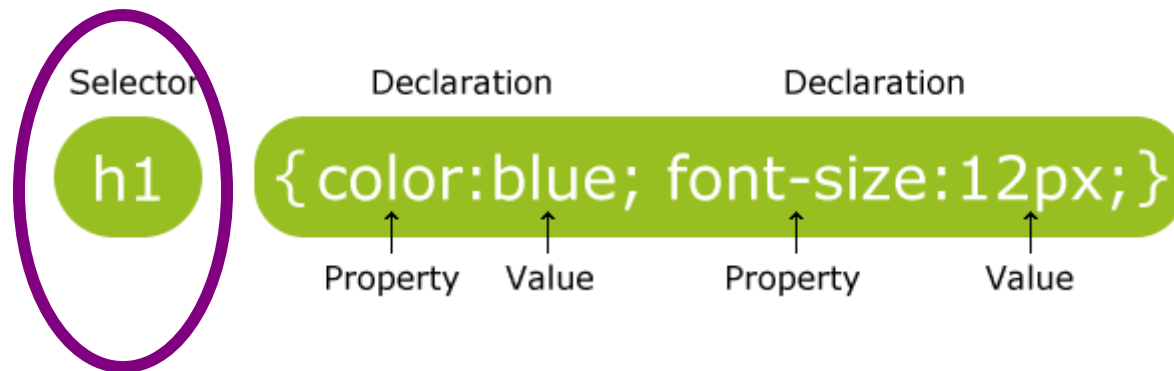 Selector Declaration Declaration
h1 {color:blue; font-size:12px;}
Property Value Property Value